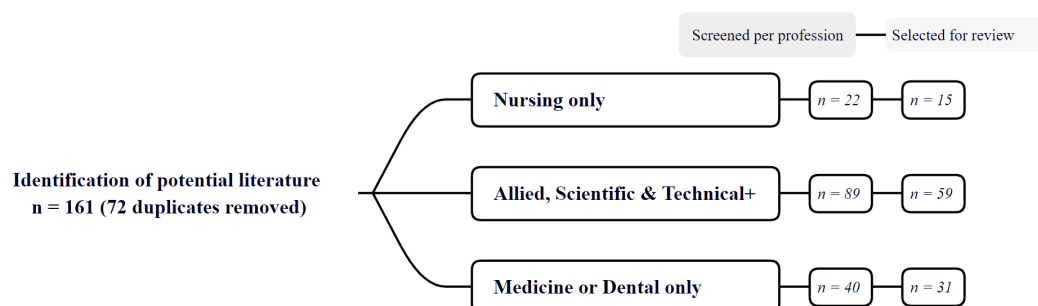 Screened per profession
Selected for review
Nursing only
n = 22
n = 15
Identification of potential literature
n = 161 (72 duplicates removed)
Allied, Scientific & Technical+
n = 89
n = 59
Medicine or Dental only
n = 40
n = 31